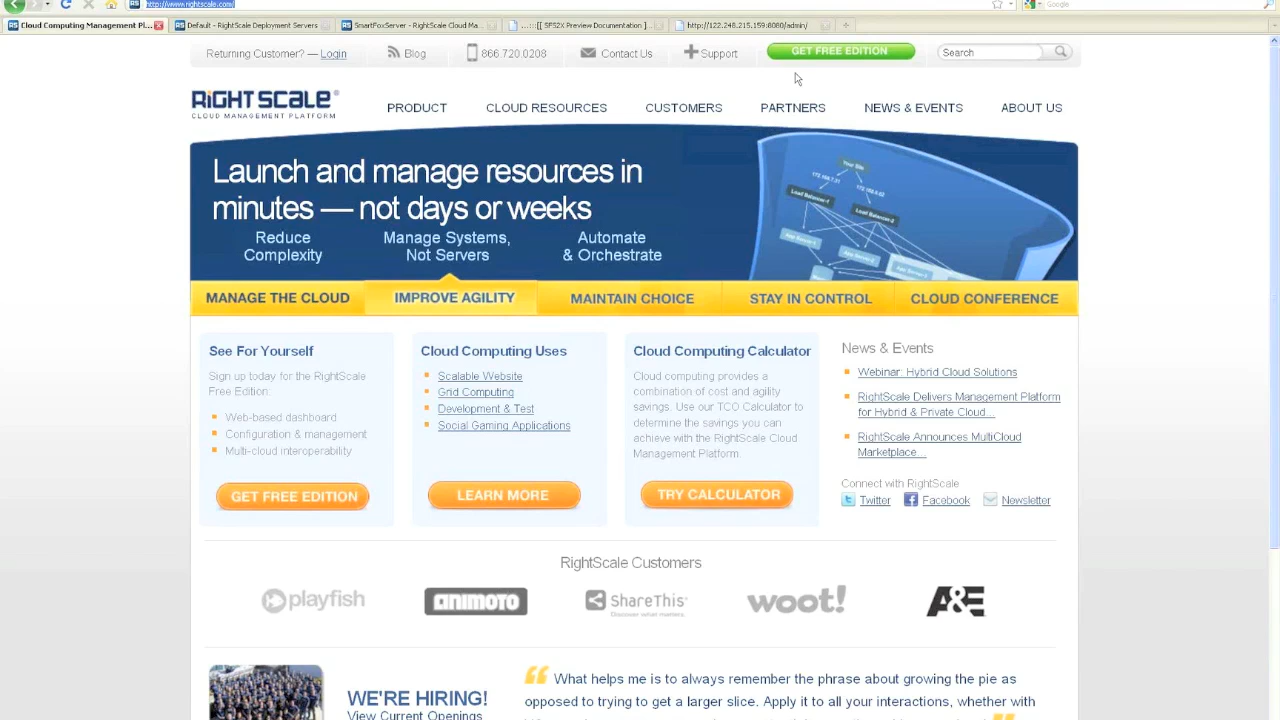 http://www.rightscale.com/
Google
Cloud Computing Management Pl...
Default - RightScale Deployment Servers
SmartFoxServer - RightScale Cloud Ma...
...::[[ SFS2X Preview Documentation ]...
http://122.248.215.159:8080/admin/
Returning Customer? — Login
Blog
866.720.0208
Contact Us
Support
GET FREE EDITION
Search
RIGHTSCALE®
CLOUD MANAGEMENT PLATFORM
PRODUCT
CLOUD RESOURCES
CUSTOMERS
PARTNERS
NEWS & EVENTS
ABOUT US
Launch and manage resources in
minutes — not days or weeks
Reduce
Complexity
Manage Systems,
Not Servers
Automate
& Orchestrate
Your Site
Load Balancer-1
Load Balancer-2
MANAGE THE CLOUD
IMPROVE AGILITY
MAINTAIN CHOICE
STAY IN CONTROL
CLOUD CONFERENCE
See For Yourself
Sign up today for the RightScale
Free Edition.
Web-based dashboard
Configuration & management
Multi-cloud interoperability
GET FREE EDITION
Cloud Computing Uses
Scalable Website
Grid Computing
Development & Test
Social Gaming Applications
LEARN MORE
Cloud Computing Calculator
Cloud computing provides a
combination of cost and agility
savings. Use our TCO Calculator to
determine the savings you can
achieve with the RightScale Cloud
Management Platform.
TRY CALCULATOR
News & Events
Webinar: Hybrid Cloud Solutions
RightScale Delivers Management Platform
for Hybrid & Private Cloud...
RightScale Announces MultiCloud
Marketplace...
Connect with RightScale
Twitter
Facebook
Newsletter
RightScale Customers
playfish
ANIMOTO
ShareThis
Discover what matters.
woot!
A&E
WE'RE HIRING!
View Current Openings
What helps me is to always remember the phrase about growing the pie as
opposed to trying to get a larger slice. Apply it to all your interactions, whether with